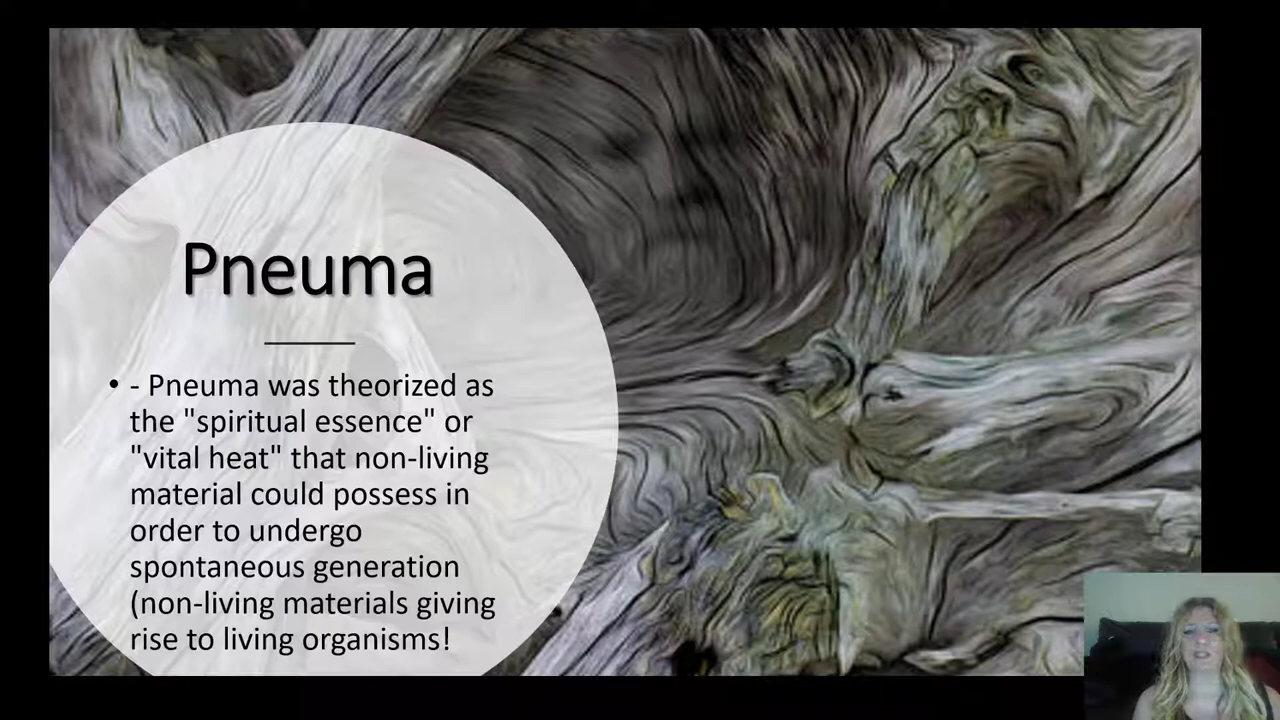 Pneuma
• - Pneuma was theorized as
the "spiritual essence" or
"vital heat" that non-living
material could possess in
order to undergo
spontaneous generation
(non-living materials giving
rise to living organisms!